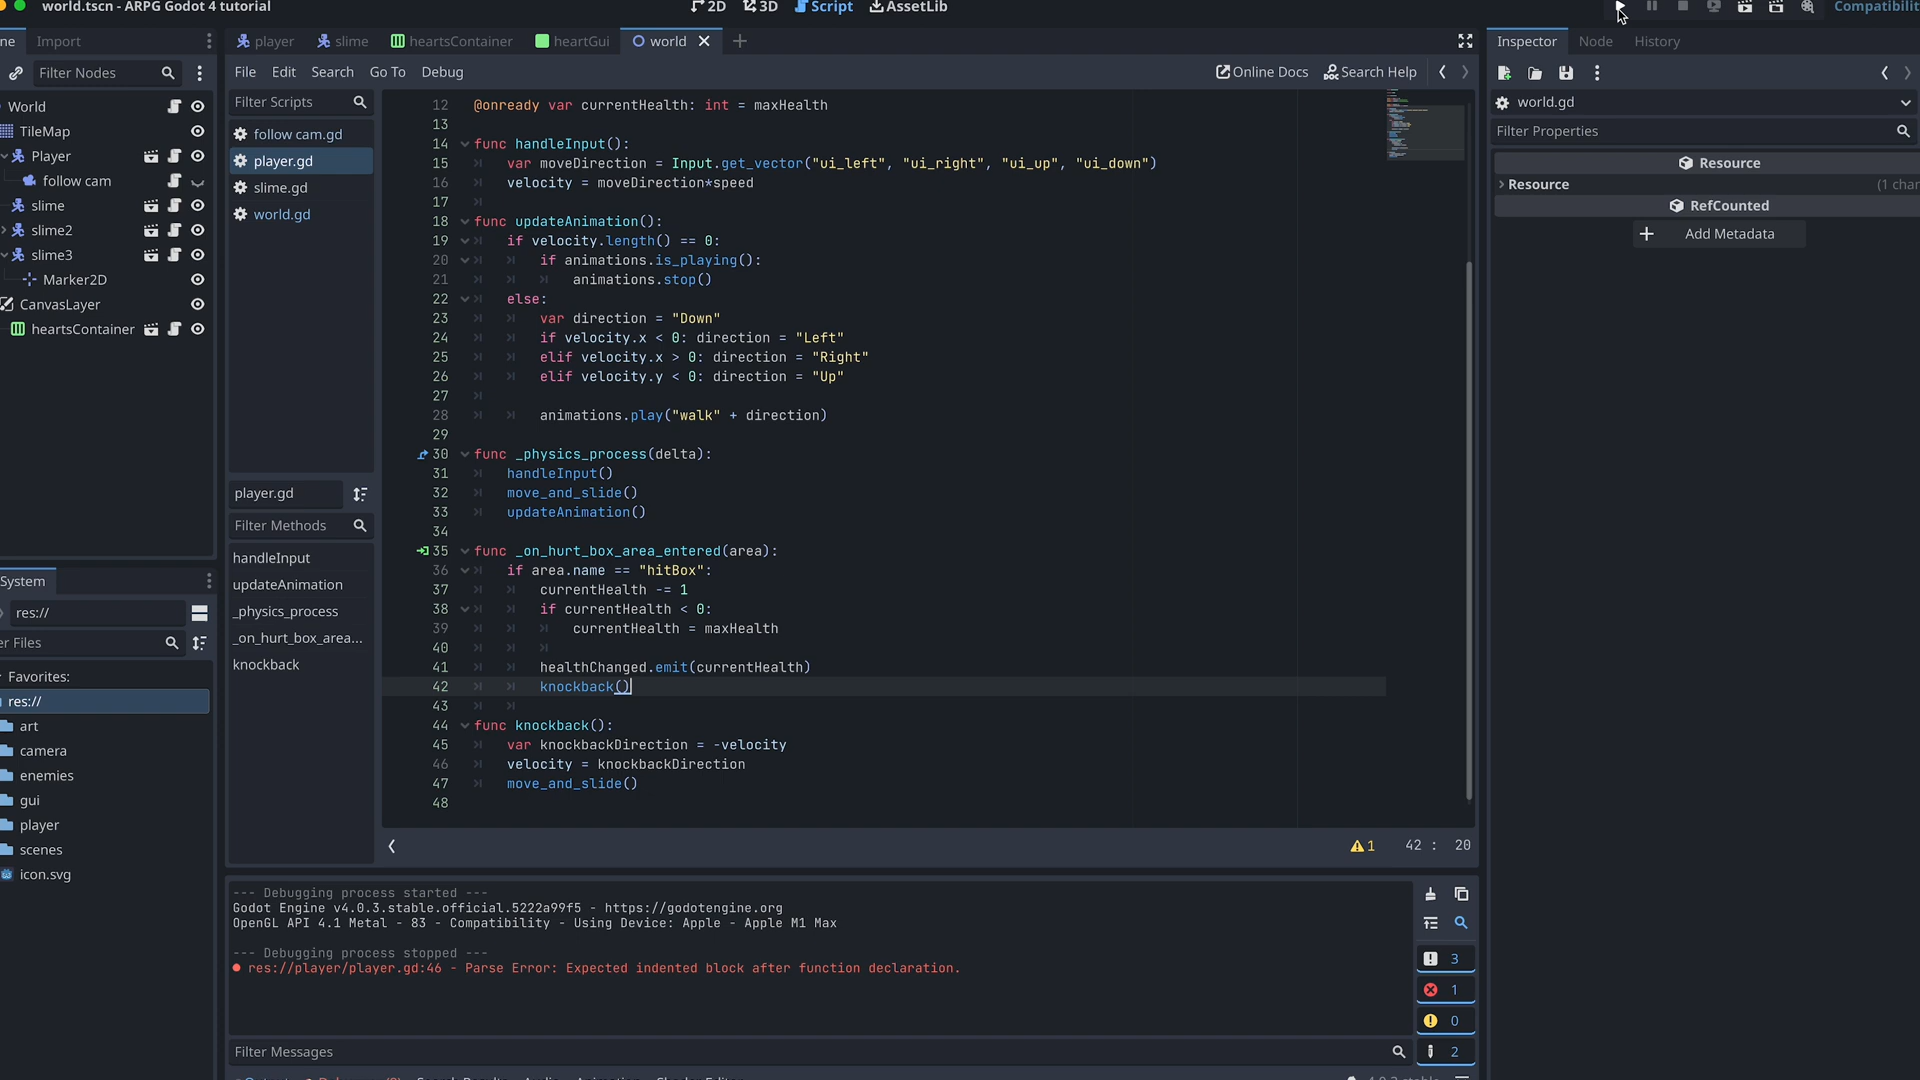 world.tscn - ARPG Godot 4 tutorial
2D
3D
Script
AssetLib
Compatibilit
ne
Import
player
slime
heartsContainer
heartGui
world
Inspector
Node
History
Filter Nodes
File
Edit
Search
Go To
Debug
Online Docs
Search Help
World
TileMap
Player
follow cam
slime
slime2
slime3
Marker2D
CanvasLayer
heartsContainer
Filter Scripts
follow cam.gd
player.gd
slime.gd
world.gd
player.gd
Filter Methods
handleInput
updateAnimation
_physics_process
_on_hurt_box_area...
knockback
12 @onready var currentHealth: int = maxHealth
13
14 func handleInput():
15 var moveDirection = Input.get_vector("ui_left", "ui_right", "ui_up", "ui_down")
16 velocity = moveDirection*speed
17
18 func updateAnimation():
19 if velocity.length() == 0:
20 if animations.is_playing():
21 animations.stop()
22 else:
23 var direction = "Down"
24 if velocity.x < 0: direction = "Left"
25 elif velocity.x > 0: direction = "Right"
26 elif velocity.y < 0: direction = "Up"
27
28 animations.play("walk" + direction)
29
30 func _physics_process(delta):
31 handleInput()
32 move_and_slide()
33 updateAnimation()
34
35 func _on_hurt_box_area_entered(area):
36 if area.name == "hitBox":
37 currentHealth -= 1
38 if currentHealth < 0:
39 currentHealth = maxHealth
40
41 healthChanged.emit(currentHealth)
42 knockback()
43
44 func knockback():
45 var knockbackDirection = -velocity
46 velocity = knockbackDirection
47 move_and_slide()
48
1
42 : 20
world.gd
Filter Properties
Resource
Resource
(1 char
RefCounted
Add Metadata
System
res://
er Files
Favorites:
res://
art
camera
enemies
gui
player
scenes
icon.svg
--- Debugging process started ---
Godot Engine v4.0.3.stable.official.5222a99f5 - https://godotengine.org
OpenGL API 4.1 Metal - 83 - Compatibility - Using Device: Apple - Apple M1 Max
--- Debugging process stopped ---
res://player/player.gd:46 - Parse Error: Expected indented block after function declaration.
3
1
0
2
Filter Messages